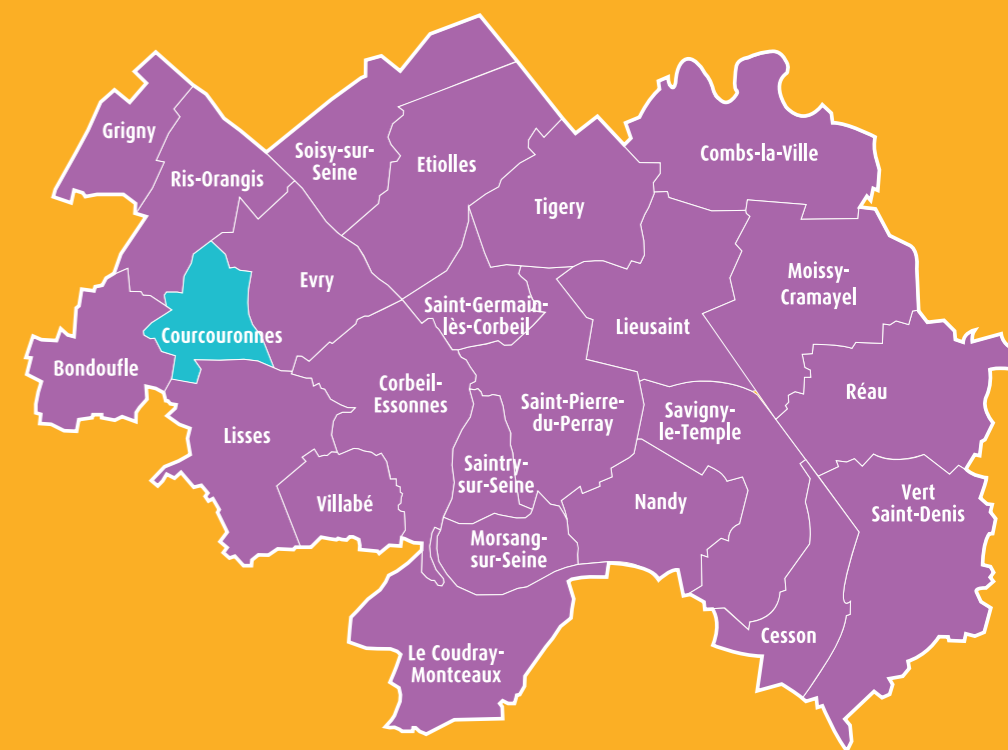 Grigny
Ris-Orangis
Soisy-sur-
Seine
Etiolles
Combs-la-Ville
Tigery
Evry
Moissy-
Cramayel
Saint-Germain-
lès-Corbeil
Lieusaint
Courcouronnes
Bondoufle
Corbeil-
Essonnes
Saint-Pierre-
du-Perray
Savigny-
le-Temple
Réau
Lisses
Saintry-
sur-Seine
Villabé
Nandy
Vert
Saint-Denis
Morsang-
sur-Seine
Cesson
Le Coudray-
Montceaux